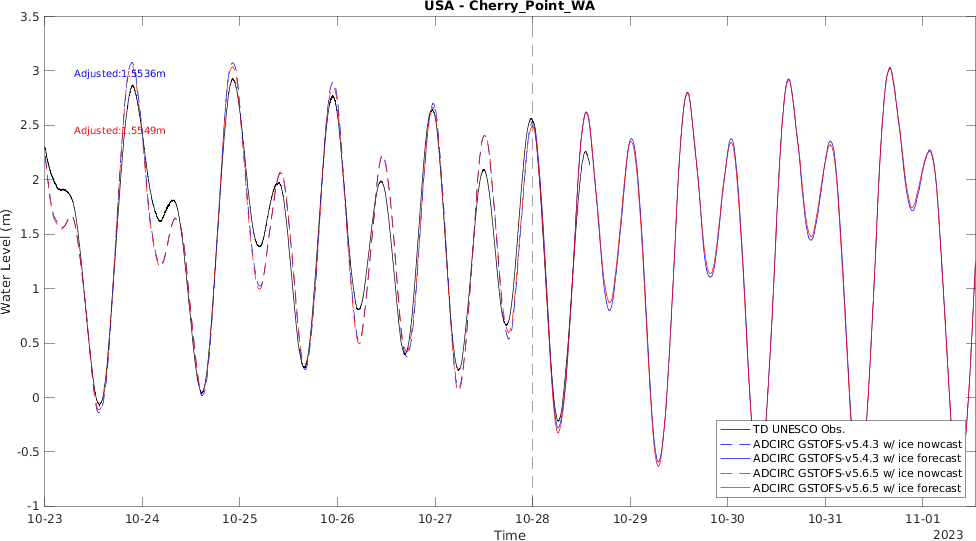 USA - Cherry_Point_WA
3.5
3
2.5
2
1.5
1
0.5
0
-0.5
-1
Water Level (m)
Adjusted:1.5536m
Adjusted:1.5549m
TD UNESCO Obs.
ADCIRC GSTOFS-v5.4.3 w/ ice nowcast
ADCIRC GSTOFS-v5.4.3 w/ ice forecast
ADCIRC GSTOFS-v5.6.5 w/ ice nowcast
ADCIRC GSTOFS-v5.6.5 w/ ice forecast
10-23 10-24 10-25 10-26 10-27 10-28 10-29 10-30 10-31 11-01
Time
2023